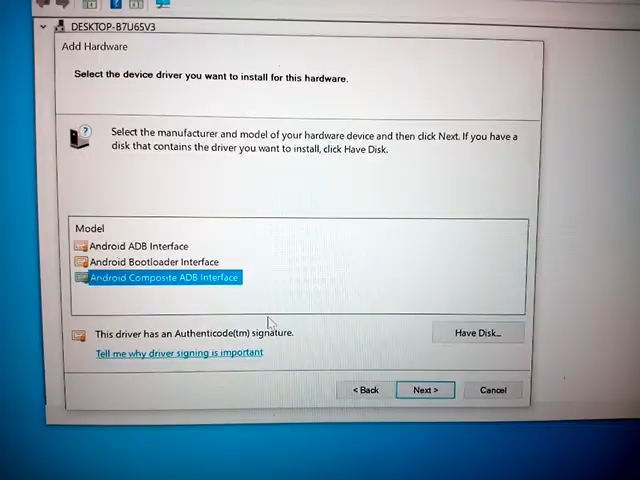 DESKTOP-B7U65V3
Add Hardware
Select the device driver you want to install for this hardware.
Select the manufacturer and model of your hardware device and then click Next. If you have a
disk that contains the driver you want to install, click Have Disk.
Model
Android ADB Interface
Android Bootloader Interface
Android Composite ADB Interface
This driver has an Authenticode(tm) signature.
Have Disk...
Tell me why driver signing is important
< Back
Next >
Cancel